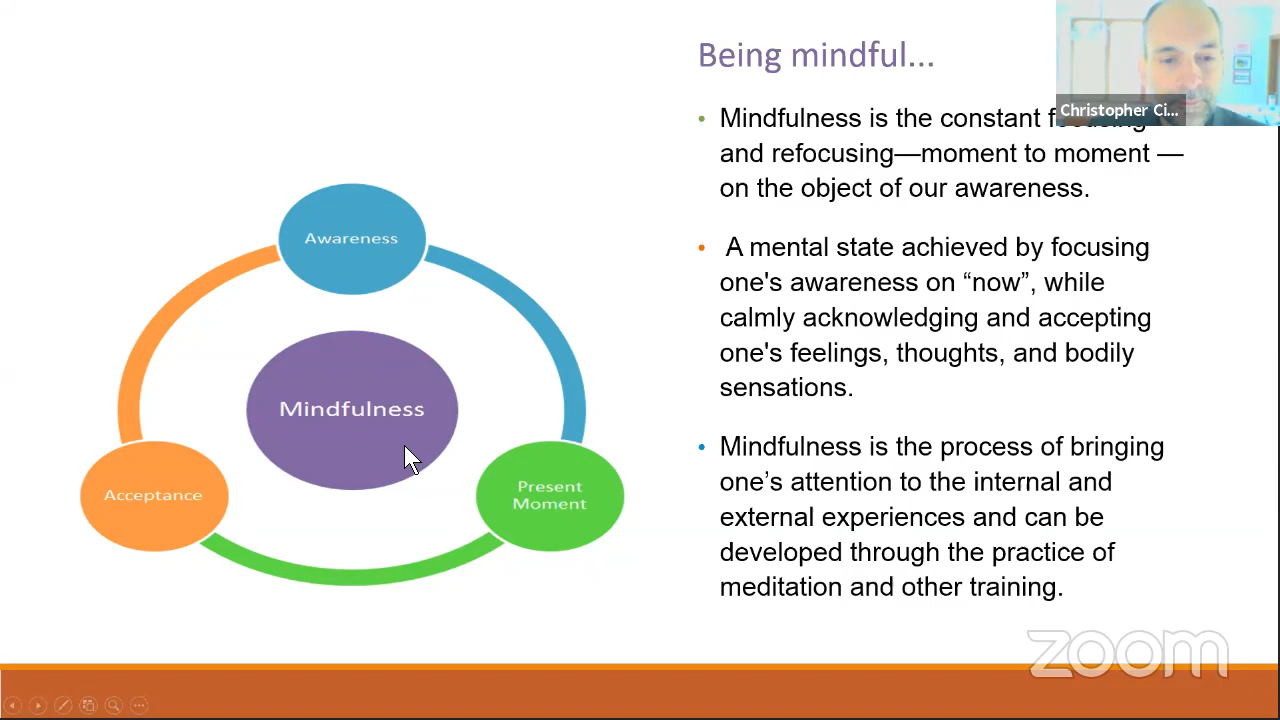 Being mindful...
Christopher Ci...
• Mindfulness is the constant focusing
and refocusing—moment to moment —
on the object of our awareness.
• A mental state achieved by focusing
one's awareness on “now”, while
calmly acknowledging and accepting
one's feelings, thoughts, and bodily
sensations.
• Mindfulness is the process of bringing
one’s attention to the internal and
external experiences and can be
developed through the practice of
meditation and other training.
Awareness
Mindfulness
Acceptance
Present
Moment
zoom